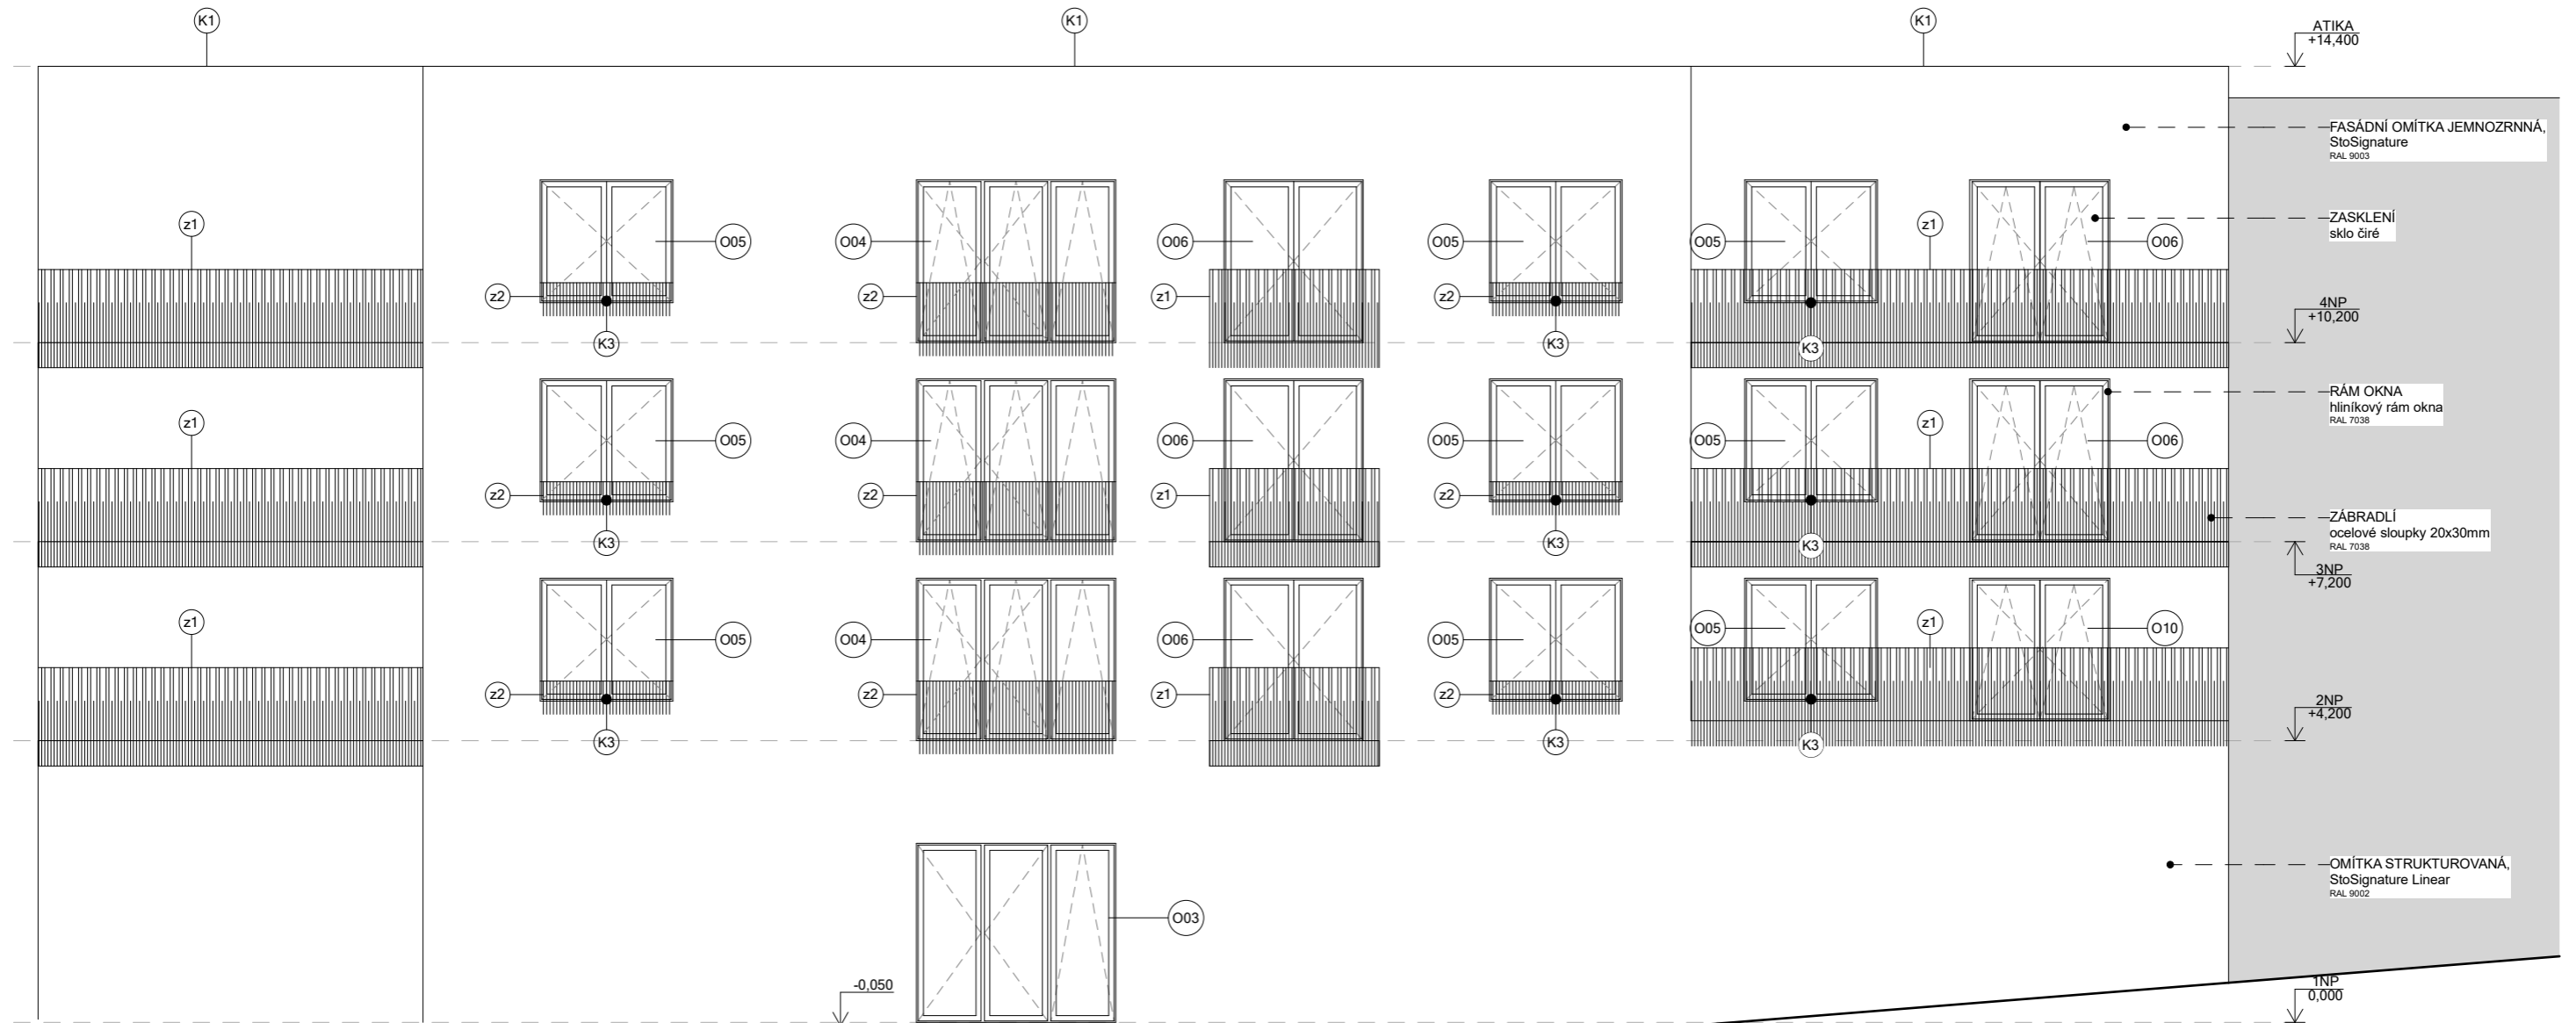 K1
K1
K1
ATIKA
+14,400
FASÁDNÍ OMÍTKA JEMNOZRNNÁ,
StoSignature
RAL 9003
z1
O05
O04
O06
O05
O05
z1
O06
ZASKLENÍ
sklo čiré
z2
z2
z1
z2
K3
K3
K3
4NP
+10,200
RÁM OKNA
hliníkový rám okna
RAL 7038
z1
O05
O04
O06
O05
O05
z1
O06
z2
z2
z1
z2
K3
K3
K3
ZÁBRADLÍ
ocelové sloupky 20x30mm
RAL 7038
3NP
+7,200
z1
O05
O04
O06
O05
O05
z1
O10
z2
z2
z1
z2
K3
K3
K3
2NP
+4,200
OMÍTKA STRUKTUROVANÁ,
StoSignature Linear
RAL 9002
O03
-0,050
1NP
0,000